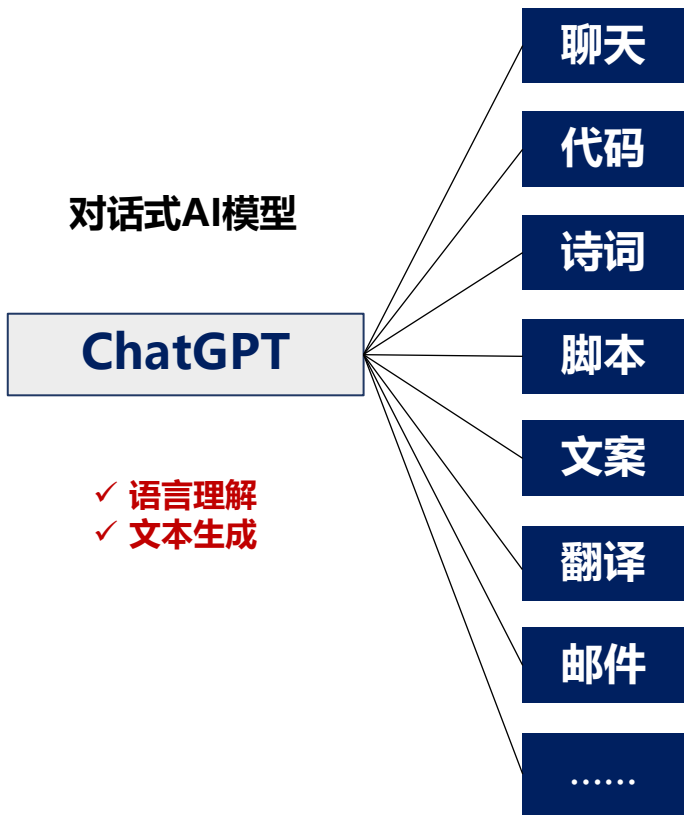 对话式AI模型
ChatGPT
✓ 语言理解
✓ 文本生成
聊天
代码
诗词
脚本
文案
翻译
邮件
……